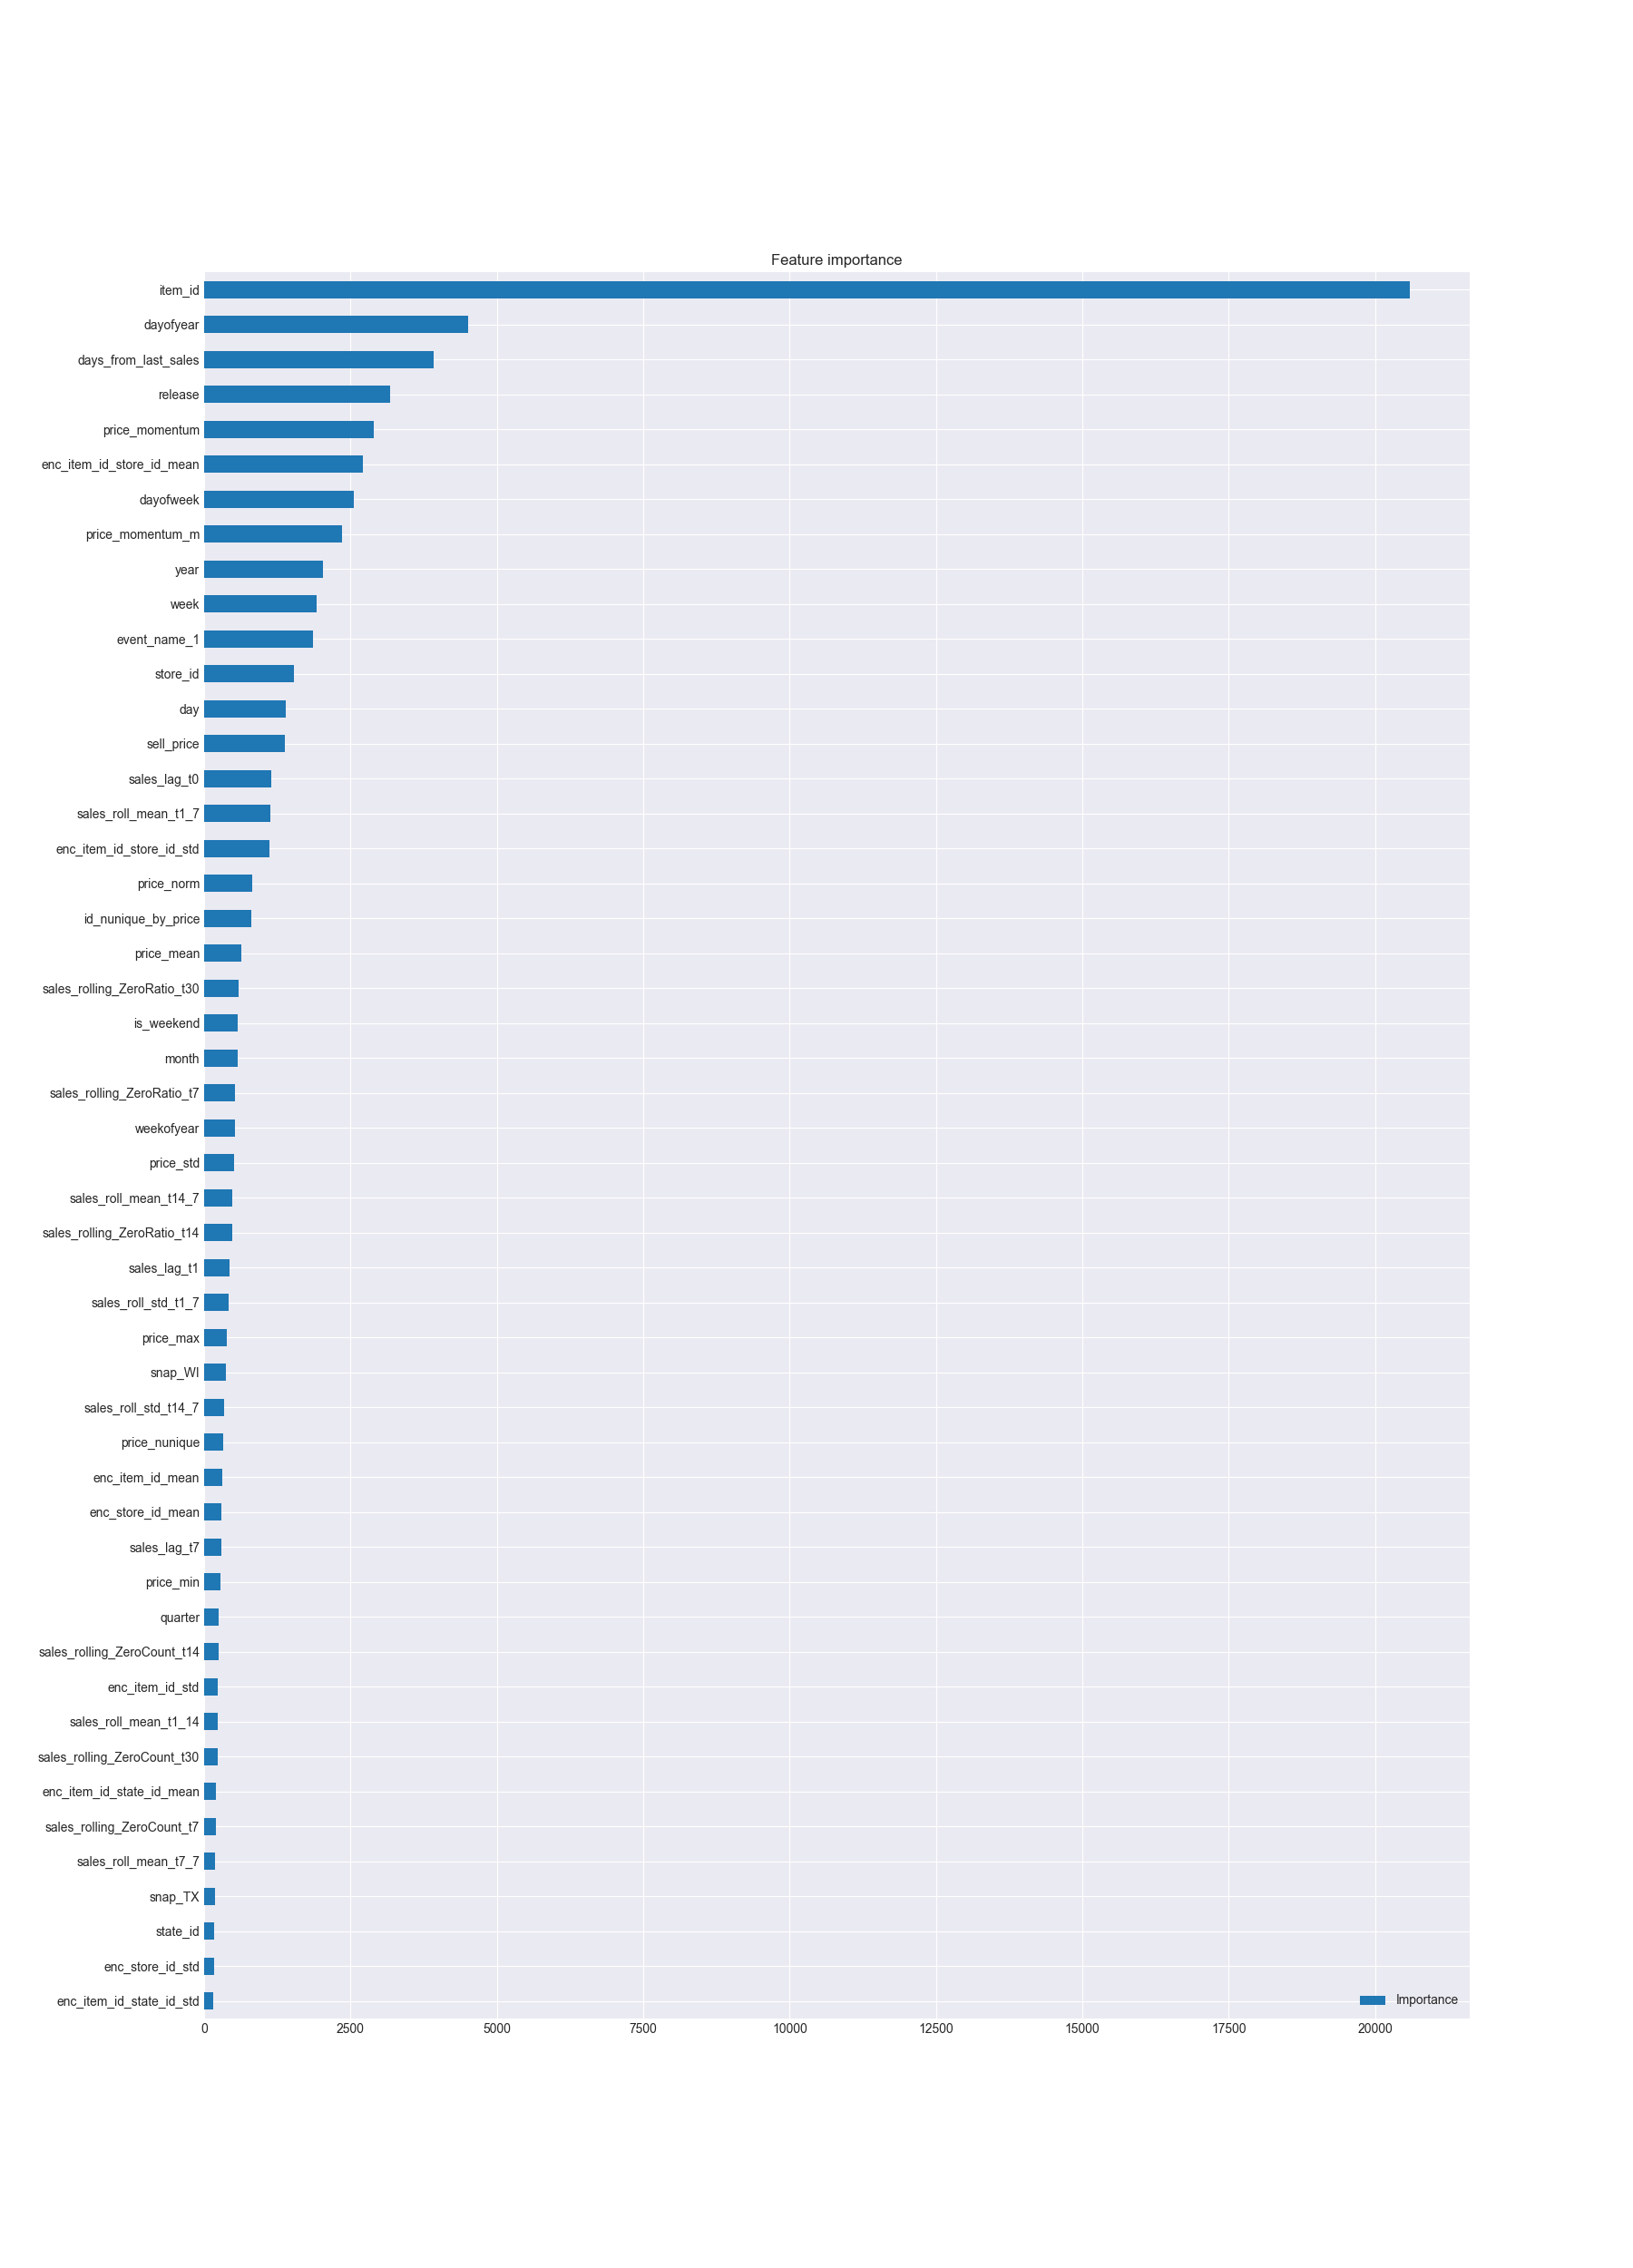 Feature importance
item_id
dayofyear
days_from_last_sales
release
price_momentum
enc_item_id_store_id_mean
dayofweek
price_momentum_m
year
week
event_name_1
store_id
day
sell_price
sales_lag_t0
sales_roll_mean_t1_7
enc_item_id_store_id_std
price_norm
id_nunique_by_price
price_mean
sales_rolling_ZeroRatio_t30
is_weekend
month
sales_rolling_ZeroRatio_t7
weekofyear
price_std
sales_roll_mean_t14_7
sales_rolling_ZeroRatio_t14
sales_lag_t1
sales_roll_std_t1_7
price_max
snap_WI
sales_roll_std_t14_7
price_nunique
enc_item_id_mean
enc_store_id_mean
sales_lag_t7
price_min
quarter
sales_rolling_ZeroCount_t14
enc_item_id_std
sales_roll_mean_t1_14
sales_rolling_ZeroCount_t30
enc_item_id_state_id_mean
sales_rolling_ZeroCount_t7
sales_roll_mean_t7_7
snap_TX
state_id
enc_store_id_std
enc_item_id_state_id_std
Importance
0 2500 5000 7500 10000 12500 15000 17500 20000